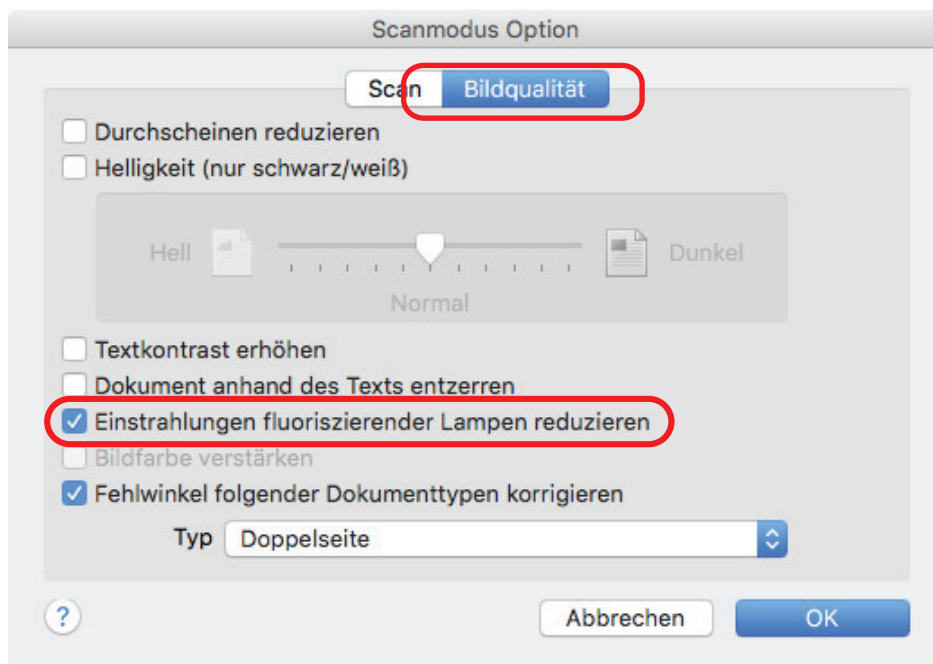 Scanmodus Option
Scan Bildqualität
Durchscheinen reduzieren
Helligkeit (nur schwarz/weiß)
Hell Dunkel
Normal
Textkontrast erhöhen
Dokument anhand des Texts entzerren
Einstrahlungen fluoriszierender Lampen reduzieren
Bildfarbe verstärken
Fehlwinkel folgender Dokumenttypen korrigieren
Typ Doppelseite
? Abbrechen OK